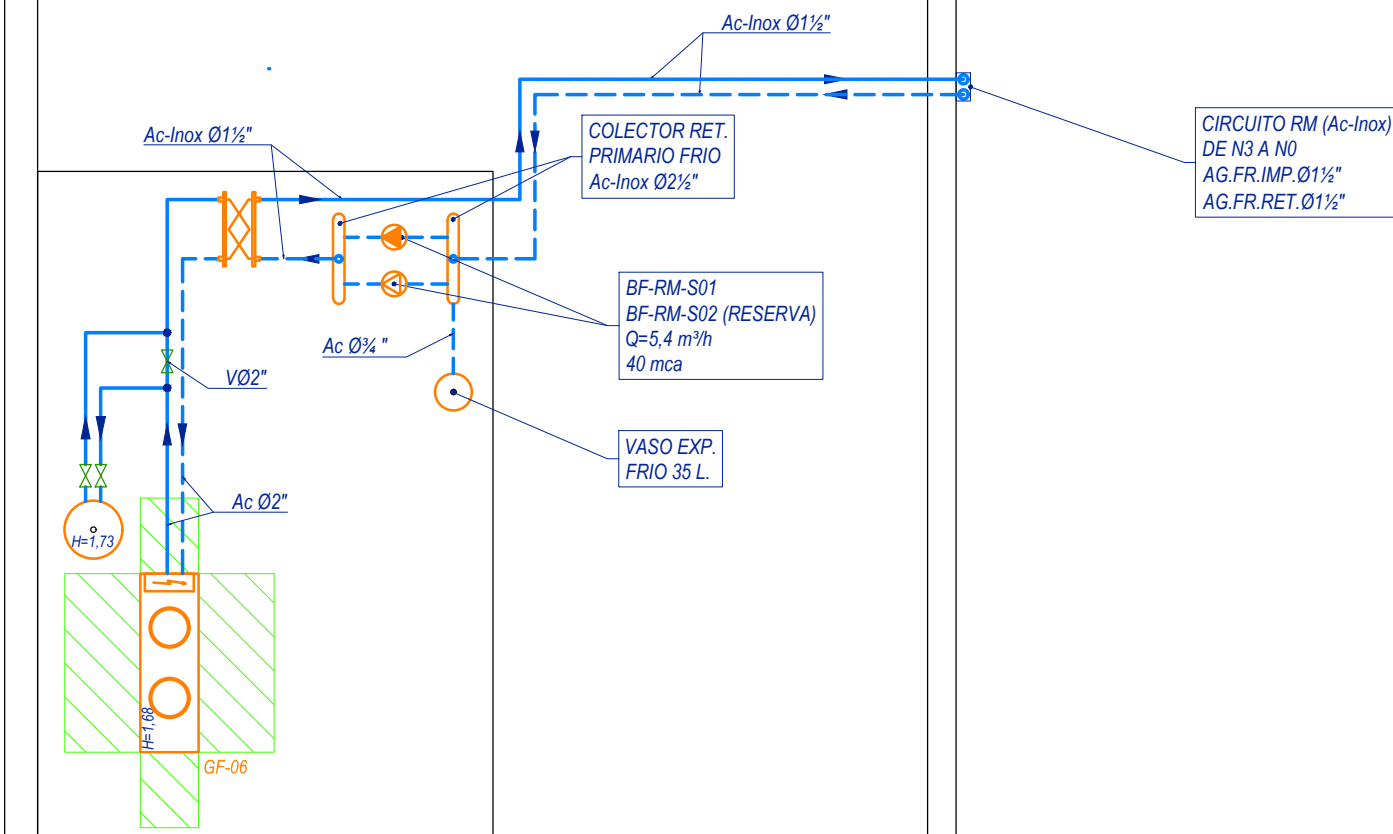 Ac-Inox Ø1½"
Ac-Inox Ø1½"
COLECTOR RET.
PRIMARIO FRIO
Ac-Inox Ø2½"
CIRCUITO RM (Ac-Inox)
DE N3 A N0
AG.FR.IMP.Ø1½"
AG.FR.RET.Ø1½"
BF-RM-S01
BF-RM-S02 (RESERVA)
Q=5,4 m³/h
40 mca
Ac Ø¾ "
VØ2"
VASO EXP.
FRIO 35 L.
Ac Ø2"
H=1,73
H=1,68
GF-06